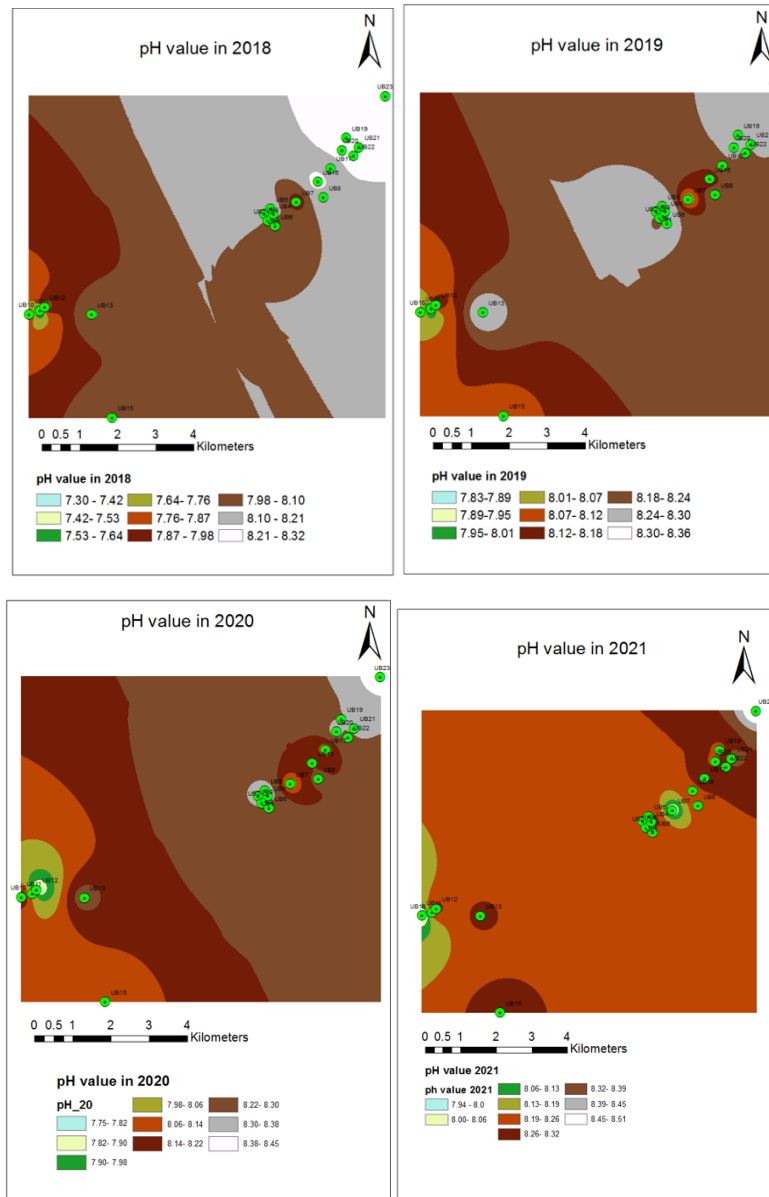 N
pH value in 2018
UB23
UB19
UB20
UB21
UB22
UB7
UB8
UB6
UB10
UB12
UB13
UB15
0 0.5 1 2 3 4
Kilometers
pH value in 2018
7.30 - 7.42
7.64 - 7.76
7.98 - 8.10
7.42- 7.53
7.76 - 7.87
8.10 - 8.21
7.53 - 7.64
7.87 - 7.98
8.21 - 8.32
N
pH value in 2019
UB19
UB22
UB7
UB8
UB6
UB10
UB13
UB15
0 0.5 1 2 3 4
Kilometers
pH value in 2019
7.83-7.89
8.01- 8.07
8.18- 8.24
7.89-7.95
8.07- 8.12
8.24- 8.30
7.95- 8.01
8.12- 8.18
8.30- 8.36
N
pH value in 2020
UB23
UB19
UB20
UB21
UB22
UB7
UB6
UB12
UB13
UB15
0 0.5 1 2 3 4
Kilometers
pH value in 2020
pH_20
7.75- 7.82
7.82- 7.90
7.90- 7.98
7.98- 8.06
8.06- 8.14
8.14- 8.22
8.22- 8.30
8.30- 8.38
8.38- 8.45
N
pH value in 2021
UB7
UB8
UB12
UB13
UB15
0 0.5 1 2 3 4
Kilometers
pH value 2021
ph value 2021
7.94 - 8.0
8.00- 8.06
8.06- 8.13
8.13- 8.19
8.19- 8.26
8.26- 8.32
8.32- 8.39
8.39- 8.45
8.45- 8.51